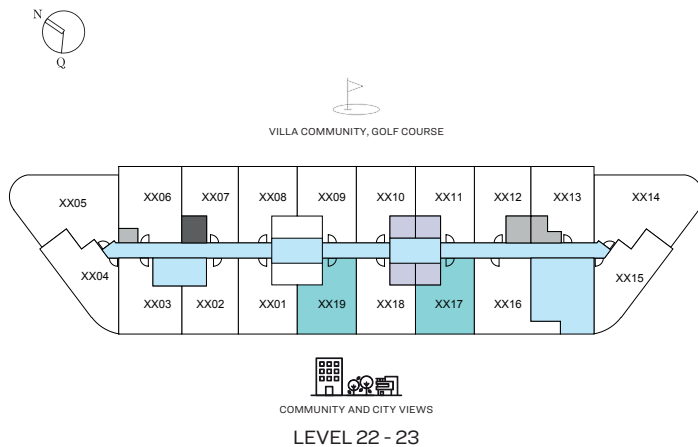 N
Q
VILLA COMMUNITY, GOLF COURSE
XX05
XX06
XX07
XX08
XX09
XX10
XX11
XX12
XX13
XX14
XX04
XX03
XX02
XX01
XX19
XX18
XX17
XX16
XX15
COMMUNITY AND CITY VIEWS
LEVEL 22 - 23